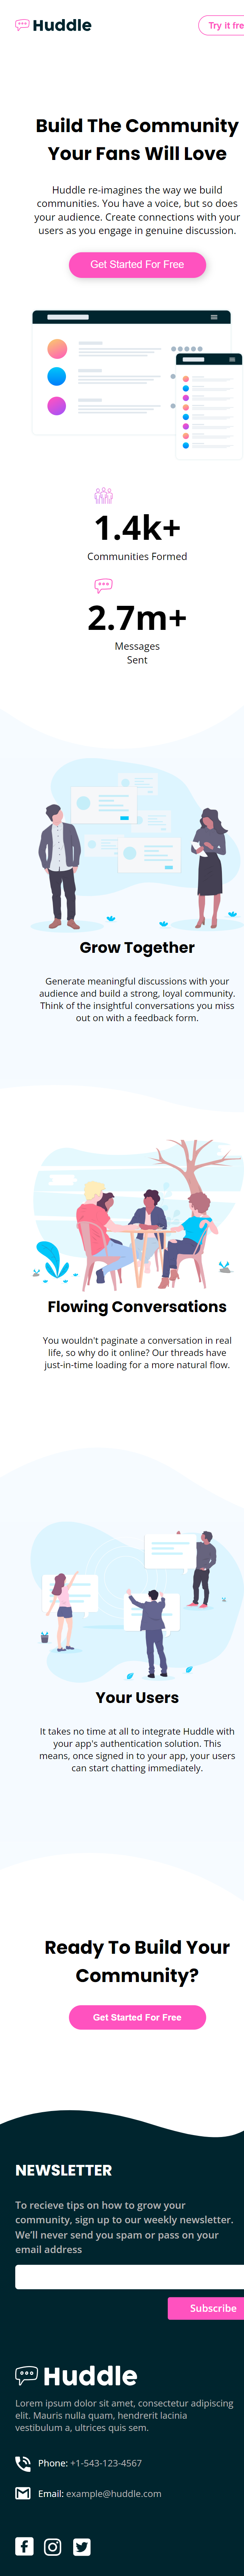 Huddle
Try it fre
Build The Community
Your Fans Will Love
Huddle re-imagines the way we build
communities. You have a voice, but so does
your audience. Create connections with your
users as you engage in genuine discussion.
Get Started For Free
1.4k+
Communities Formed
2.7m+
Messages
Sent
Grow Together
Generate meaningful discussions with your
audience and build a strong, loyal community.
Think of the insightful conversations you miss
out on with a feedback form.
Flowing Conversations
You wouldn't paginate a conversation in real
life, so why do it online? Our threads have
just-in-time loading for a more natural flow.
Your Users
It takes no time at all to integrate Huddle with
your app's authentication solution. This
means, once signed in to your app, your users
can start chatting immediately.
Ready To Build Your
Community?
Get Started For Free
NEWSLETTER
To recieve tips on how to grow your
community, sign up to our weekly newsletter.
We'll never send you spam or pass on your
email address
Subscribe
Huddle
Lorem ipsum dolor sit amet, consectetur adipiscing
elit. Mauris nulla quam, hendrerit lacinia
vestibulum a, ultrices quis sem.
Phone: +1-543-123-4567
Email: example@huddle.com